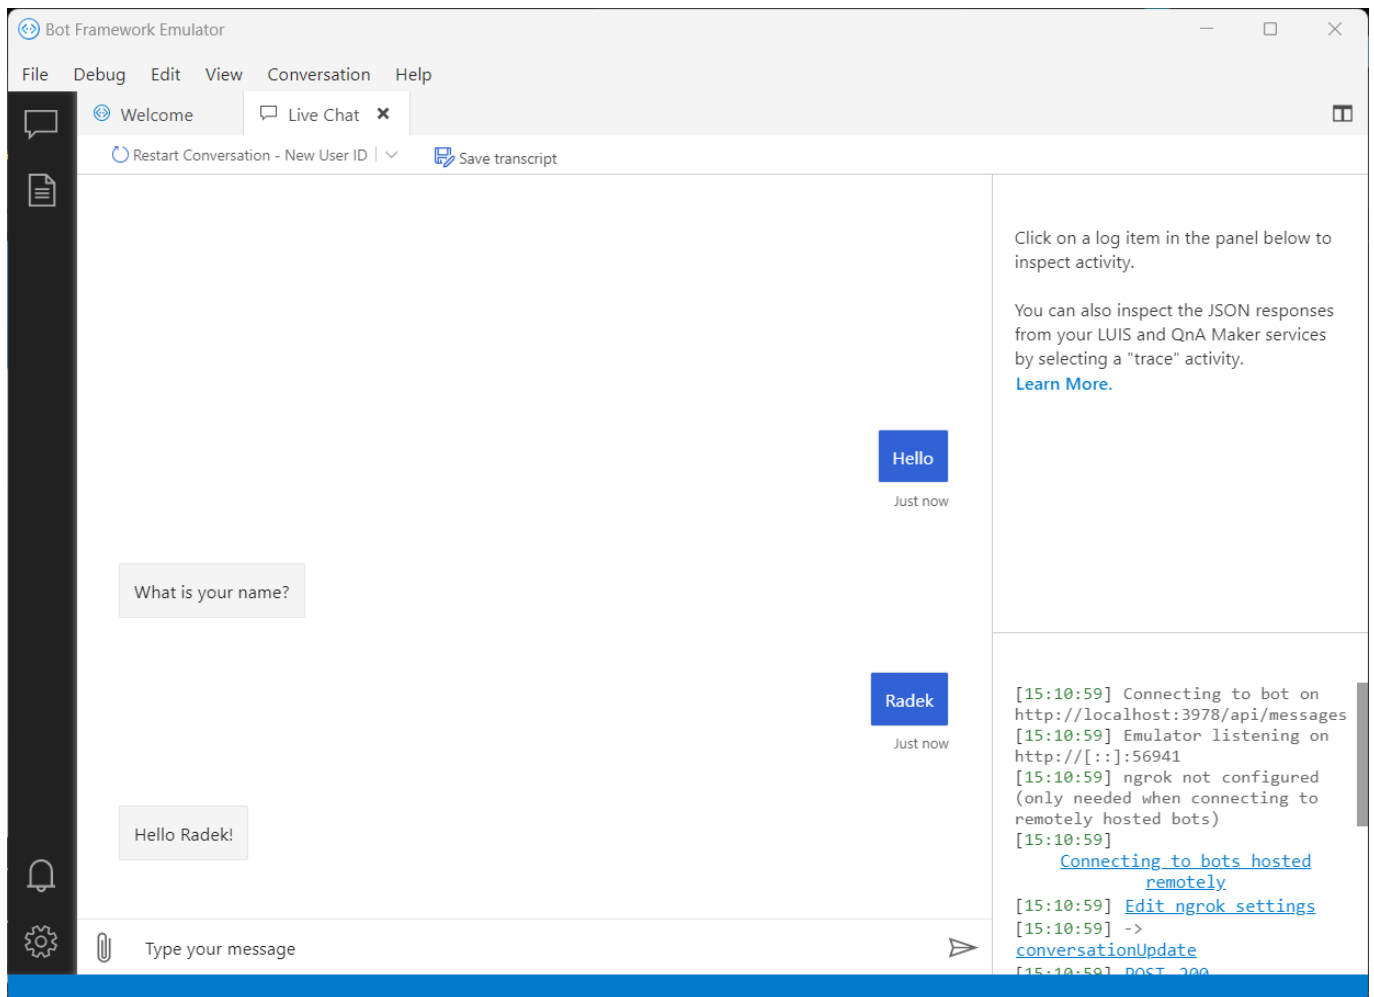 Bot Framework Emulator
File Debug Edit View Conversation Help
Welcome
Live Chat
Restart Conversation - New User ID
Save transcript
Hello
Just now
What is your name?
Radek
Just now
Hello Radek!
Type your message
Click on a log item in the panel below to
inspect activity.
You can also inspect the JSON responses
from your LUIS and QnA Maker services
by selecting a "trace" activity.
Learn More.
[15:10:59] Connecting to bot on
http://localhost:3978/api/messages
[15:10:59] Emulator listening on
http://[::]:56941
[15:10:59] ngrok not configured
(only needed when connecting to
remotely hosted bots)
[15:10:59]
Connecting to bots hosted
remotely
[15:10:59] Edit ngrok settings
[15:10:59] ->
conversationUpdate
[15:10:59] POST 200